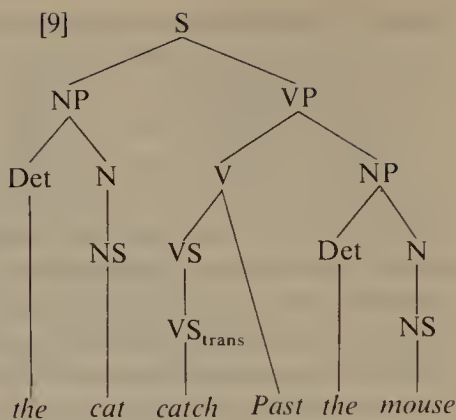 [9] S
NP VP
Det N V NP
NS VS Det N
VS_trans NS
the cat catch Past the mouse